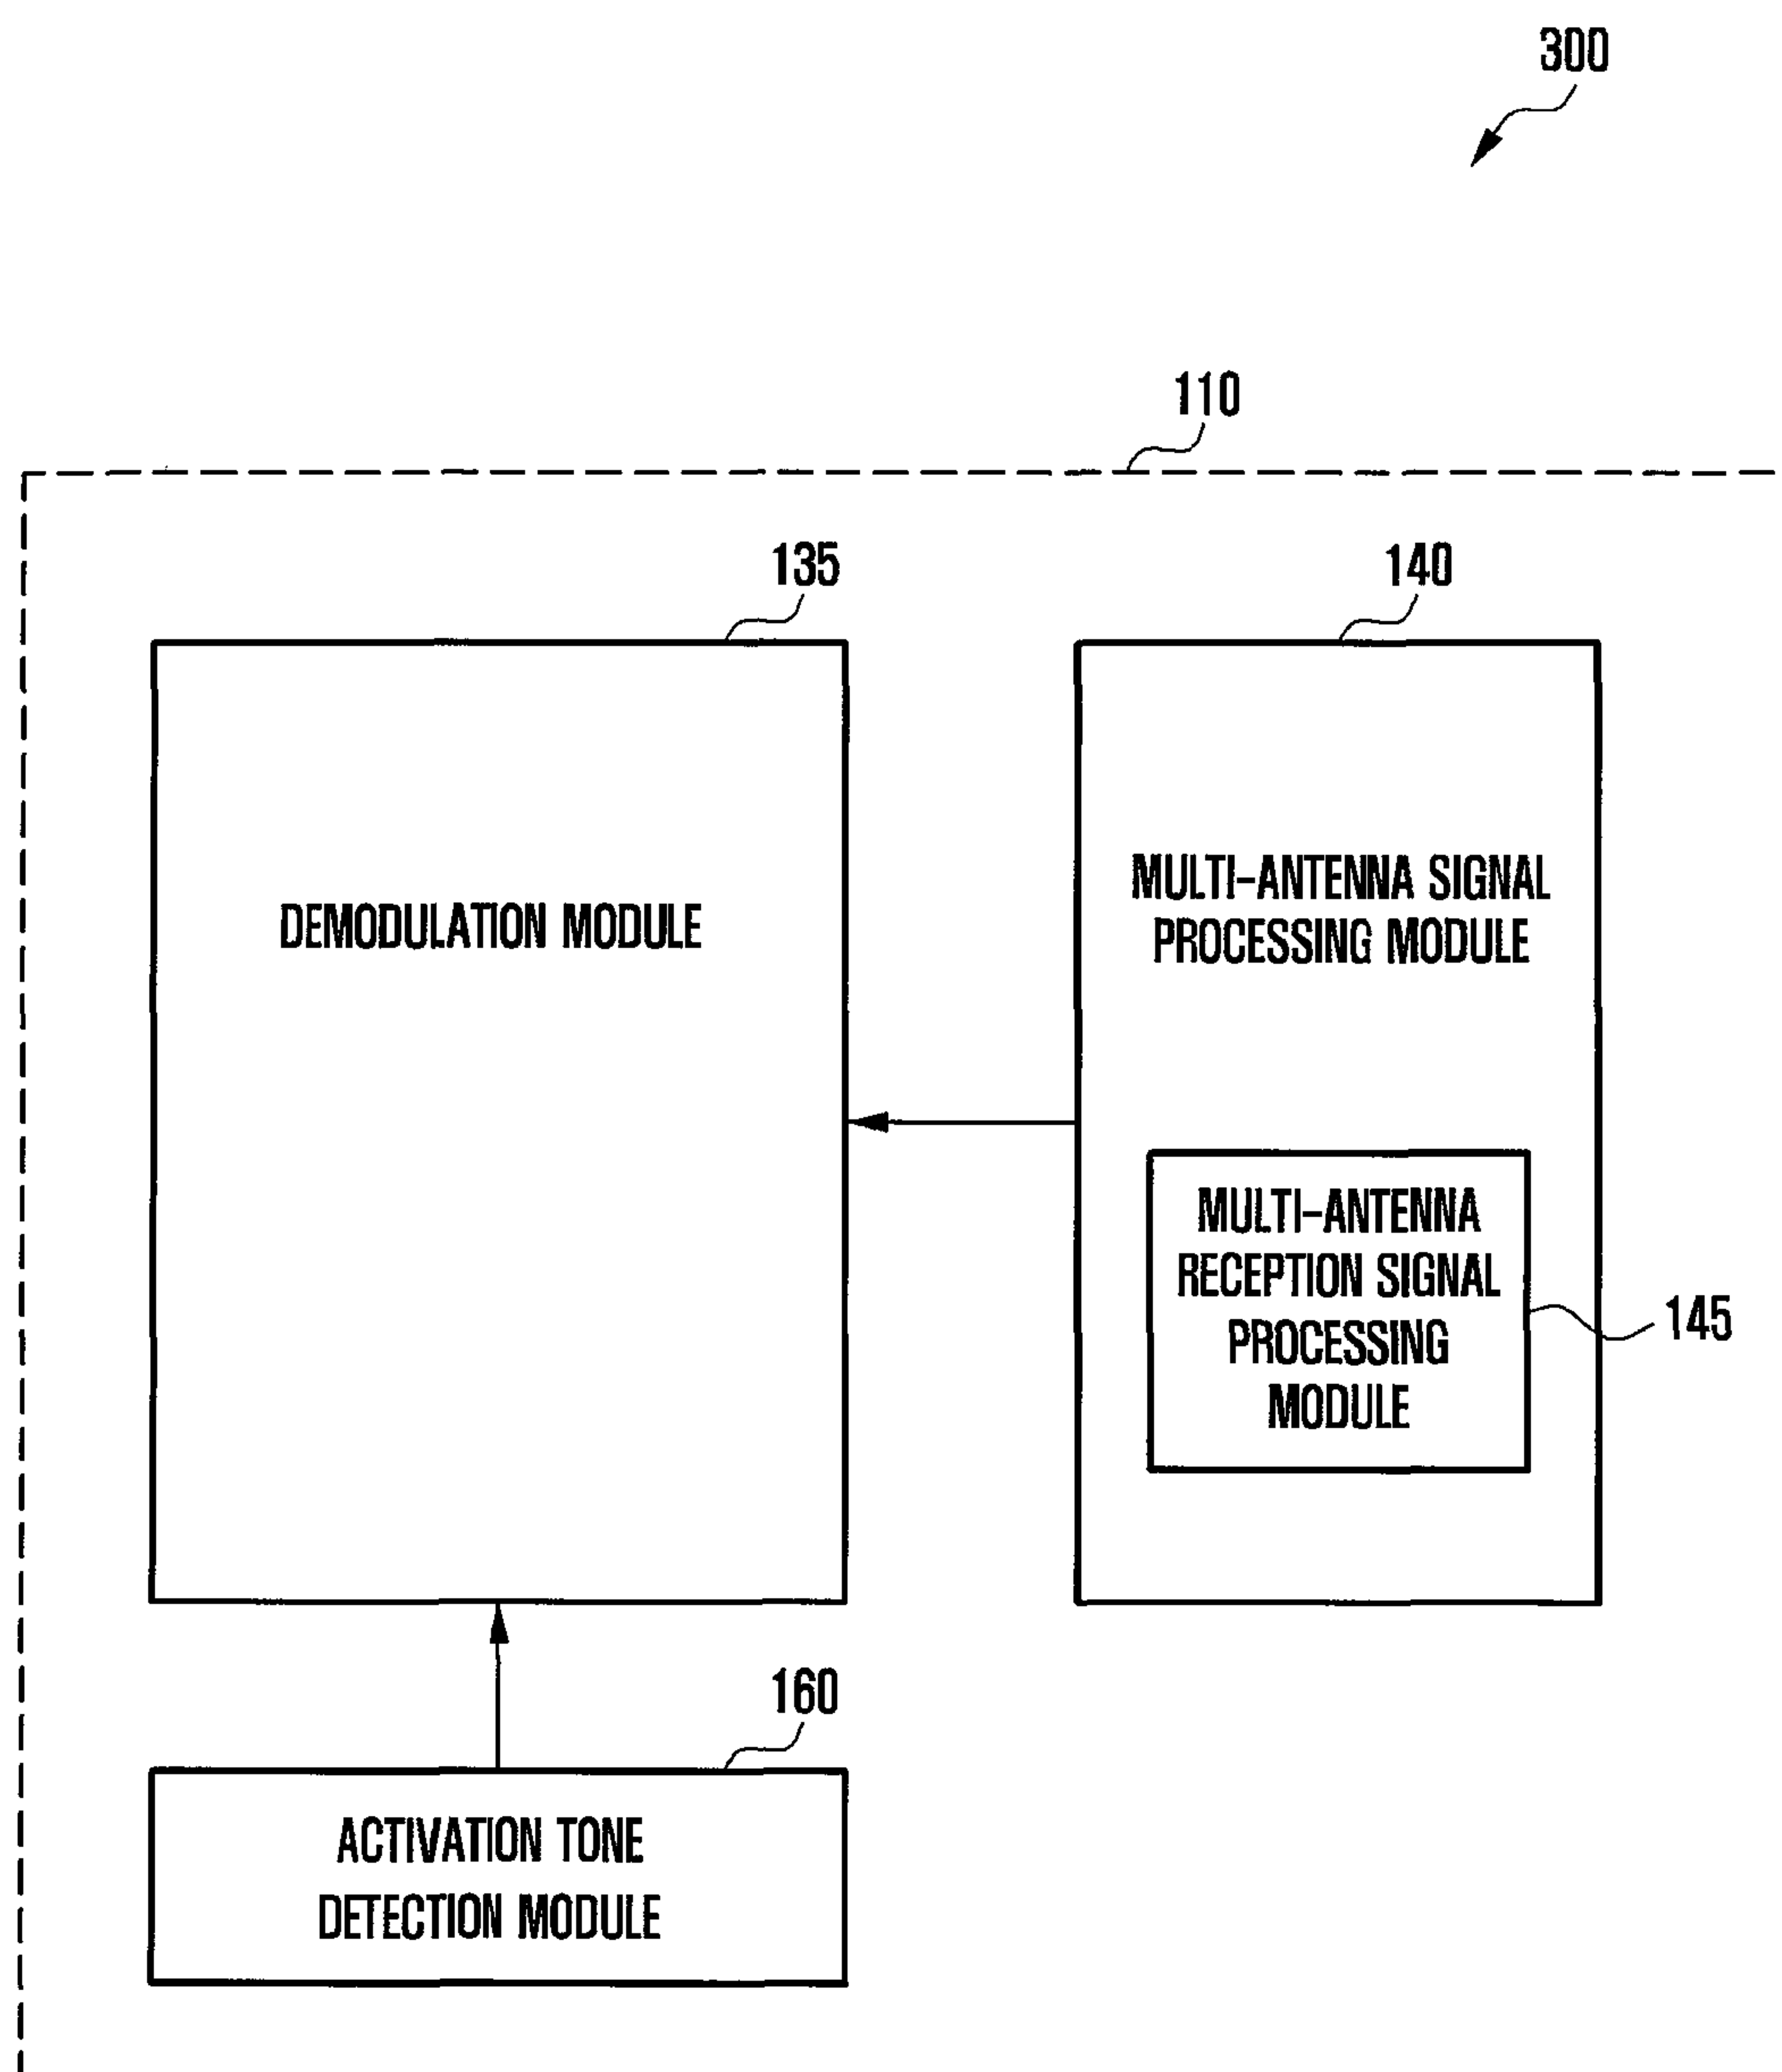 300
110
135
140
DEMODULATION MODULE
MULTI-ANTENNA SIGNAL
PROCESSING MODULE
MULTI-ANTENNA
RECEPTION SIGNAL
PROCESSING
MODULE
145
160
ACTIVATION TONE
DETECTION MODULE